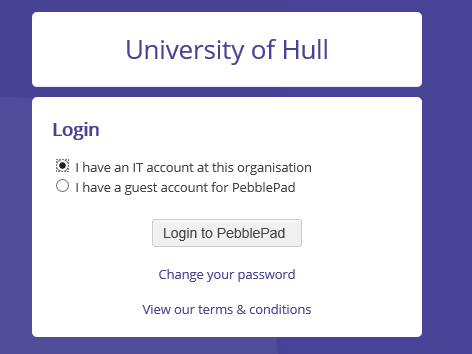 University of Hull
Login
I have an IT account at this organisation
I have a guest account for PebblePad
Login to PebblePad
Change your password
View our terms & conditions